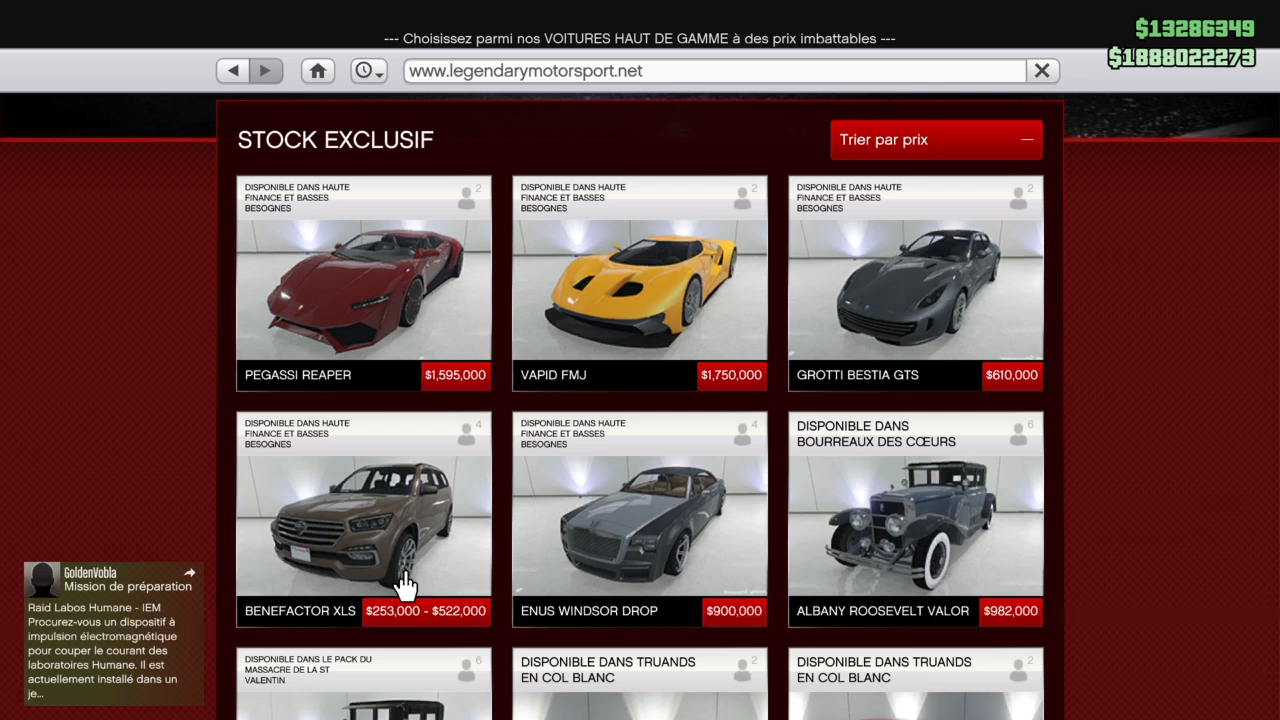 --- Choisissez parmi nos VOITURES HAUT DE GAMME à des prix imbattables ---
$13286349
$1888022273
www.legendarymotorsport.net
STOCK EXCLUSIF
Trier par prix
DISPONIBLE DANS HAUTE
FINANCE ET BASSES
BESOGNES
2
PEGASSI REAPER
$1,595,000
DISPONIBLE DANS HAUTE
FINANCE ET BASSES
BESOGNES
2
VAPID FMJ
$1,750,000
DISPONIBLE DANS HAUTE
FINANCE ET BASSES
BESOGNES
2
GROTTI BESTIA GTS
$610,000
DISPONIBLE DANS HAUTE
FINANCE ET BASSES
BESOGNES
4
BENEFACTOR XLS
$253,000 - $522,000
DISPONIBLE DANS HAUTE
FINANCE ET BASSES
BESOGNES
4
ENUS WINDSOR DROP
$900,000
DISPONIBLE DANS
BOURREAUX DES CŒURS
6
ALBANY ROOSEVELT VALOR
$982,000
DISPONIBLE DANS LE PACK DU
MASSACRE DE LA ST
VALENTIN
6
DISPONIBLE DANS TRUANDS
EN COL BLANC
2
DISPONIBLE DANS TRUANDS
EN COL BLANC
2
GoldenVobla
Mission de préparation
Raid Labos Humane - IEM
Procurez-vous un dispositif à
impulsion électromagnétique
pour couper le courant des
laboratoires Humane. Il est
actuellement installé dans un
je...